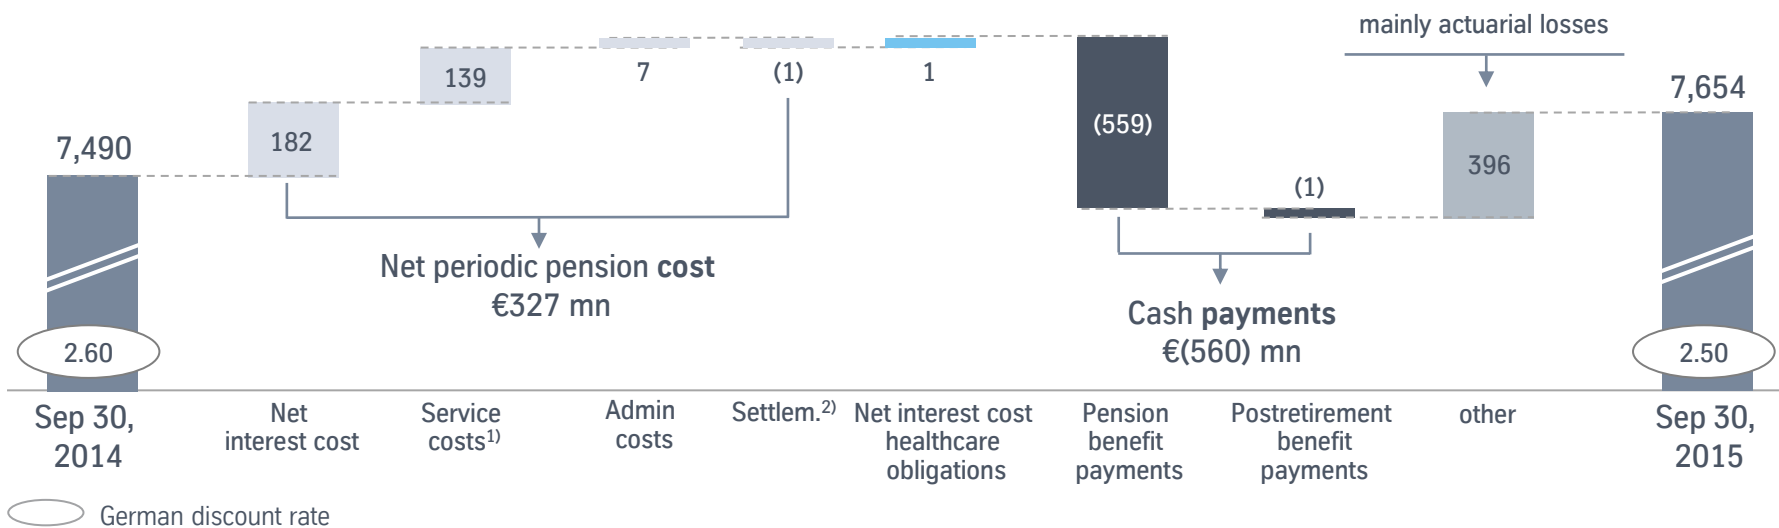 mainly actuarial losses
7,490
182
139
7
(1)
1
(559)
(1)
396
7,654
Net periodic pension cost
€327 mn
Cash payments
€(560) mn
2.60
2.50
Sep 30,
2014
Net
interest cost
Service
costs1)
Admin
costs
Settlem.2)
Net interest cost
healthcare
obligations
Pension
benefit
payments
Postretirement
benefit
payments
other
Sep 30,
2015
German discount rate